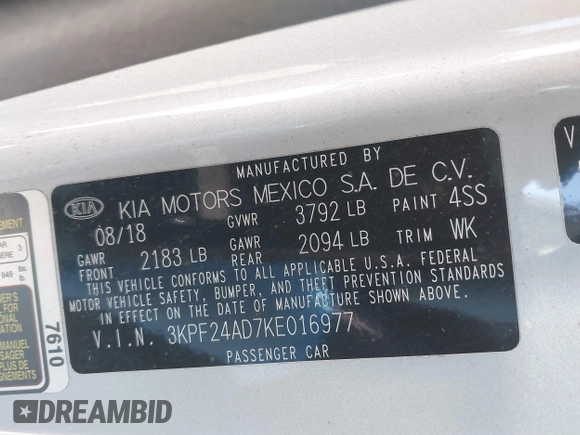 MANUFACTURED BY
KIA KIA MOTORS MEXICO S.A. DE C.V.
08/18 GVWR 3792 LB PAINT 4SS
GAWR FRONT 2183 LB GAWR REAR 2094 LB TRIM WK
THIS VEHICLE CONFORMS TO ALL APPLICABLE U.S.A. FEDERAL
MOTOR VEHICLE SAFETY, BUMPER, AND THEFT PREVENTION STANDARDS
IN EFFECT ON THE DATE OF MANUFACTURE SHOWN ABOVE.
V.I.N. 3KPF24AD7KE016977
PASSENGER CAR
7610
DREAMBID